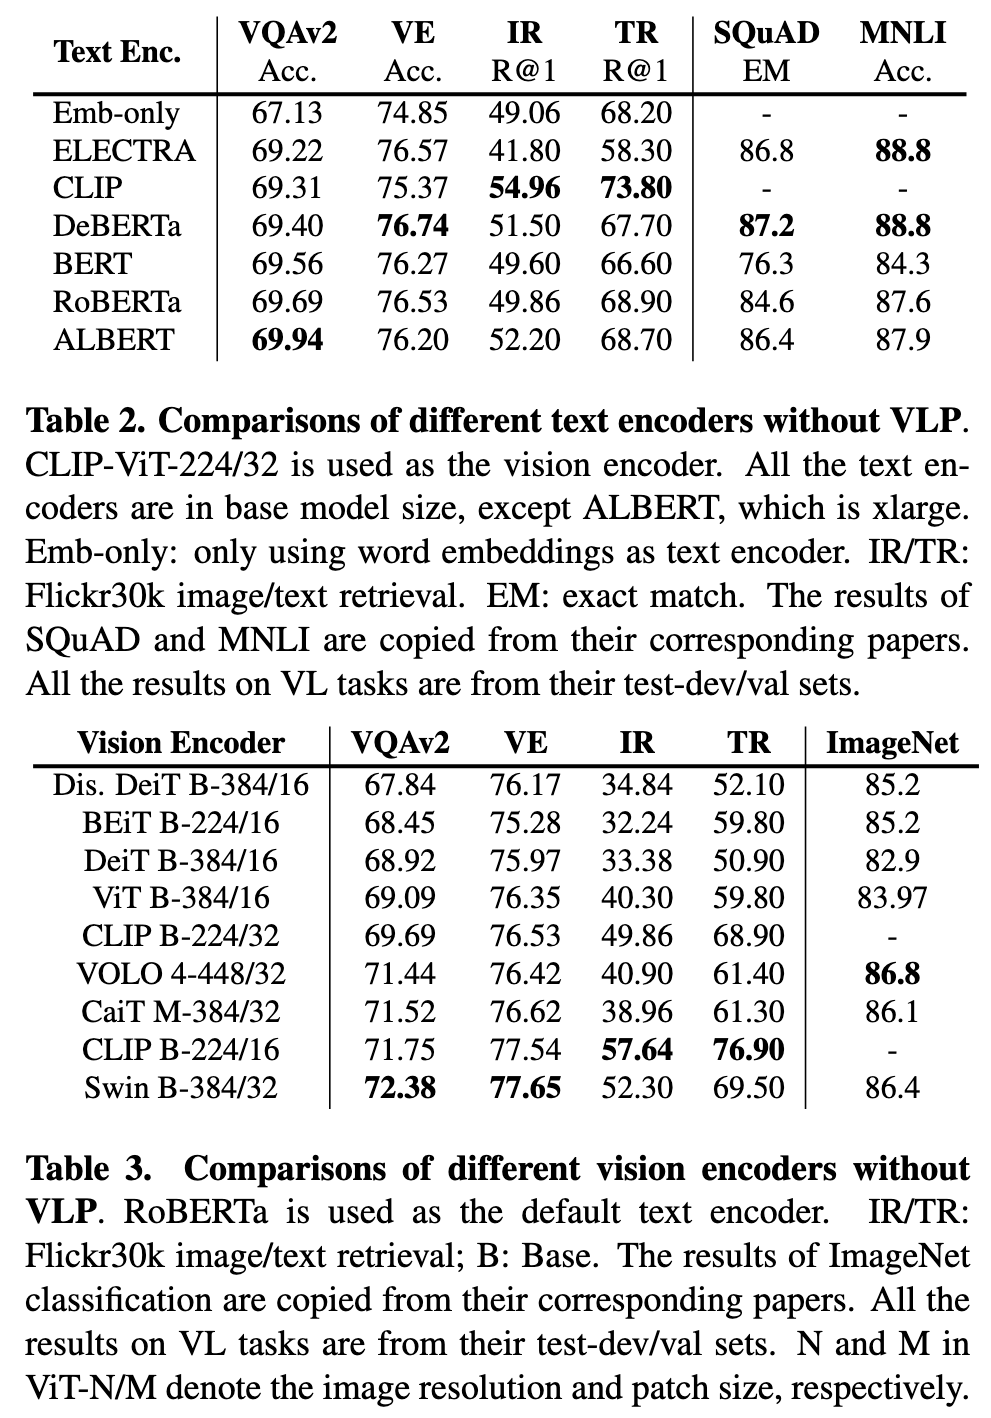 Text Enc. VQAv2 VE IR TR SQuAD MNLI
Acc. Acc. R@1 R@1 EM Acc.
Emb-only 67.13 74.85 49.06 68.20 - -
ELECTRA 69.22 76.57 41.80 58.30 86.8 88.8
CLIP 69.31 75.37 54.96 73.80 - -
DeBERTa 69.40 76.74 51.50 67.70 87.2 88.8
BERT 69.56 76.27 49.60 66.60 76.3 84.3
RoBERTa 69.69 76.53 49.86 68.90 84.6 87.6
ALBERT 69.94 76.20 52.20 68.70 86.4 87.9
Table 2. Comparisons of different text encoders without VLP.
CLIP-ViT-224/32 is used as the vision encoder. All the text en-
coders are in base model size, except ALBERT, which is xlarge.
Emb-only: only using word embeddings as text encoder. IR/TR:
Flickr30k image/text retrieval. EM: exact match. The results of
SQuAD and MNLI are copied from their corresponding papers.
All the results on VL tasks are from their test-dev/val sets.
Vision Encoder VQAv2 VE IR TR ImageNet
Dis. DeiT B-384/16 67.84 76.17 34.84 52.10 85.2
BEiT B-224/16 68.45 75.28 32.24 59.80 85.2
DeiT B-384/16 68.92 75.97 33.38 50.90 82.9
ViT B-384/16 69.09 76.35 40.30 59.80 83.97
CLIP B-224/32 69.69 76.53 49.86 68.90 -
VOLO 4-448/32 71.44 76.42 40.90 61.40 86.8
CaiT M-384/32 71.52 76.62 38.96 61.30 86.1
CLIP B-224/16 71.75 77.54 57.64 76.90 -
Swin B-384/32 72.38 77.65 52.30 69.50 86.4
Table 3. Comparisons of different vision encoders without
VLP. RoBERTa is used as the default text encoder. IR/TR:
Flickr30k image/text retrieval; B: Base. The results of ImageNet
classification are copied from their corresponding papers. All the
results on VL tasks are from their test-dev/val sets. N and M in
ViT-N/M denote the image resolution and patch size, respectively.